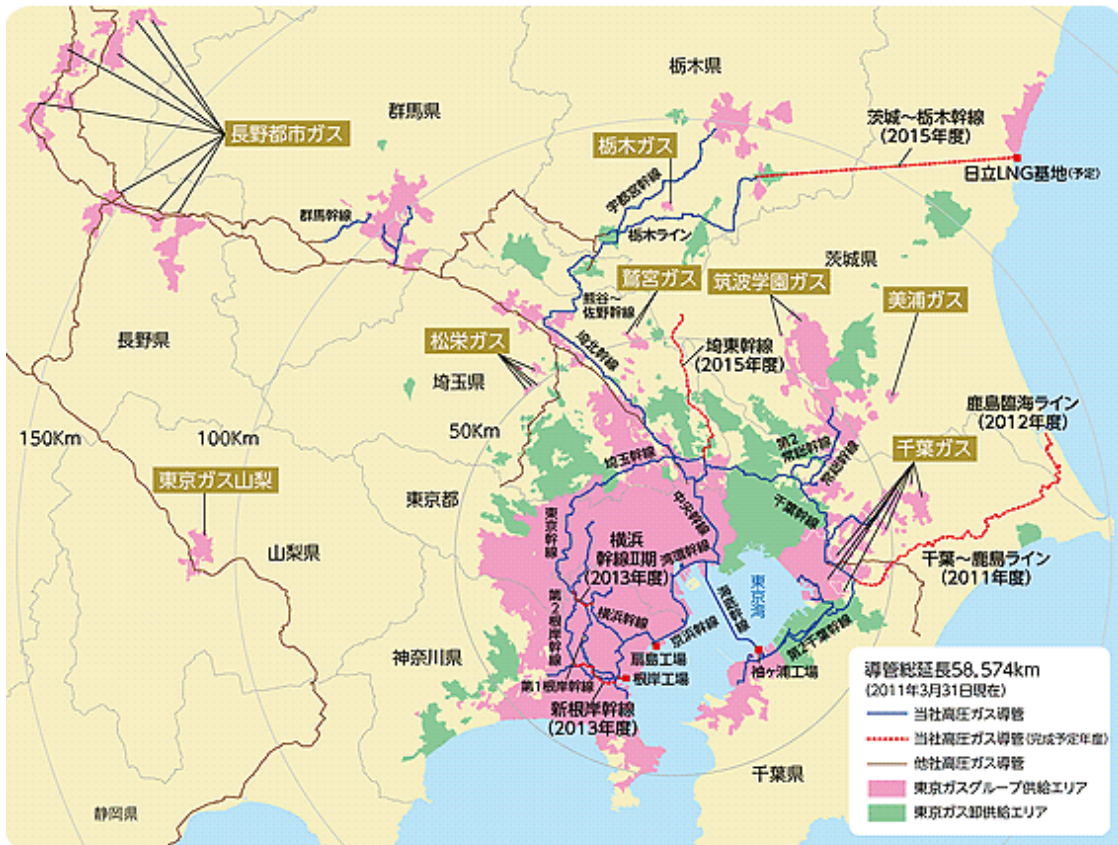 栃木県
群馬県
茨城〜栃木幹線
(2015年度)
長野都市ガス
栃木ガス
宇都宮幹線
日立LNG基地(予定)
群馬幹線
栃木ライン
茨城県
鷲宮ガス
筑波学園ガス
美浦ガス
熊谷〜
佐野幹線
長野県
松栄ガス
埼東幹線
(2015年度)
埼玉県
鹿島臨海ライン
(2012年度)
150Km
100Km
50Km
第2
常総幹線
常総幹線
千葉ガス
埼玉幹線
東京ガス山梨
東京都
千葉幹線
中央幹線
東京幹線
山梨県
横浜
幹線Ⅱ期
(2013年度)
湾環幹線
千葉〜鹿島ライン
(2011年度)
東京湾
第2根岸幹線
横浜幹線
京浜幹線
第2千葉幹線
神奈川県
扇島工場
袖ヶ浦工場
第1根岸幹線
根岸工場
新根岸幹線
(2013年度)
千葉県
静岡県
導管総延長58,574km
(2011年3月31日現在)
当社高圧ガス導管
当社高圧ガス導管(完成予定年度)
他社高圧ガス導管
東京ガスグループ供給エリア
東京ガス卸供給エリア